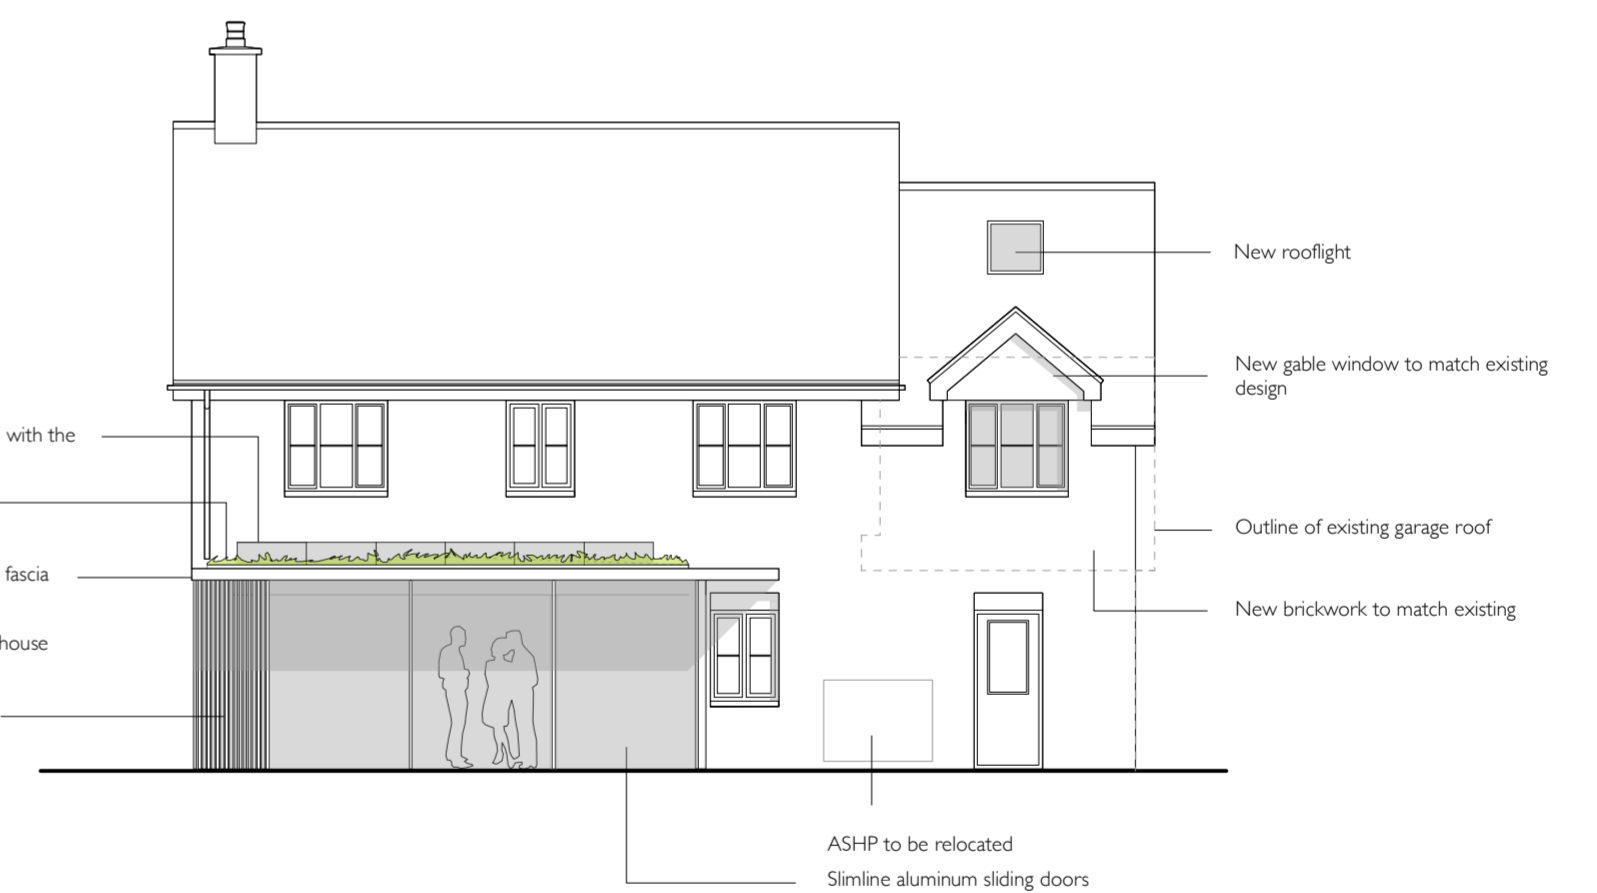 New rooflight
New gable window to match existing
design
with the
Outline of existing garage roof
fascia
New brickwork to match existing
house
ASHP to be relocated
Slimline aluminum sliding doors